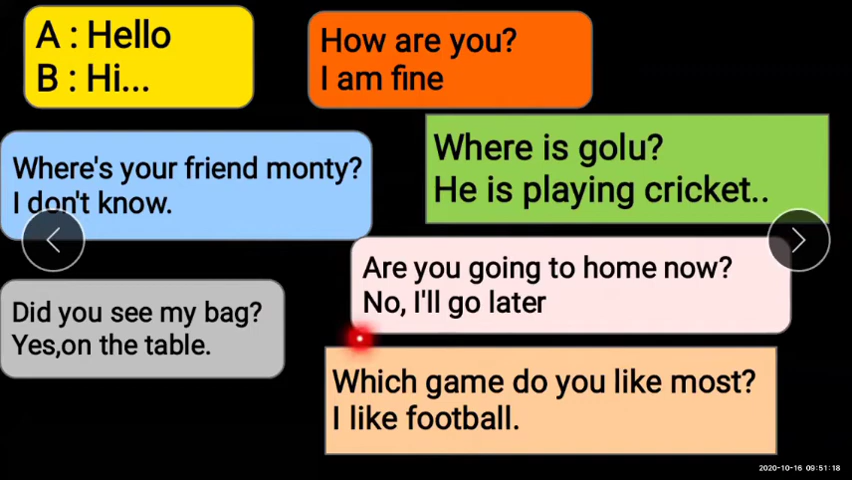 A : Hello
B : Hi...
How are you?
I am fine
Where's your friend monty?
I don't know.
Where is golu?
He is playing cricket..
Are you going to home now?
No, I'll go later
Did you see my bag?
Yes,on the table.
Which game do you like most?
I like football.
2020-10-16 09:51:18